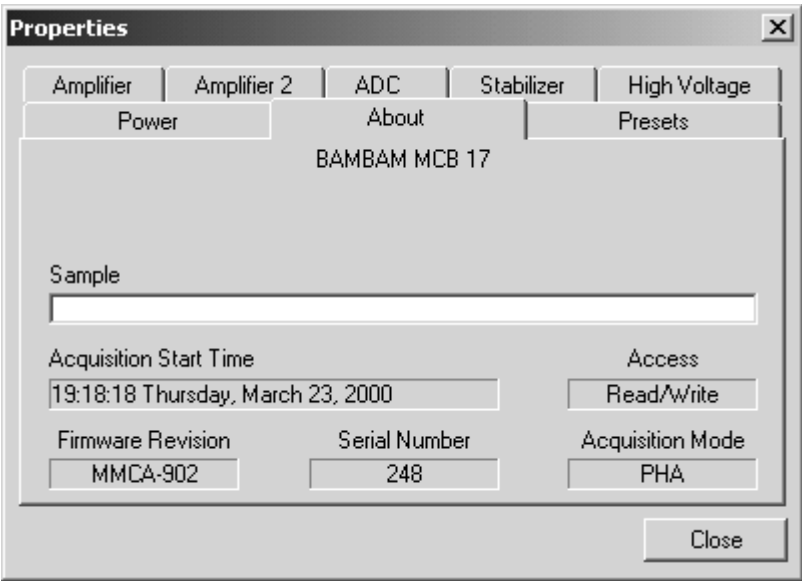 Properties
Amplifier Amplifier 2 ADC Stabilizer High Voltage
Power About Presets
BAMBAM MCB 17
Sample
Acquisition Start Time Access
19:18:18 Thursday, March 23, 2000 Read/Write
Firmware Revision Serial Number Acquisition Mode
MMCA-902 248 PHA
Close